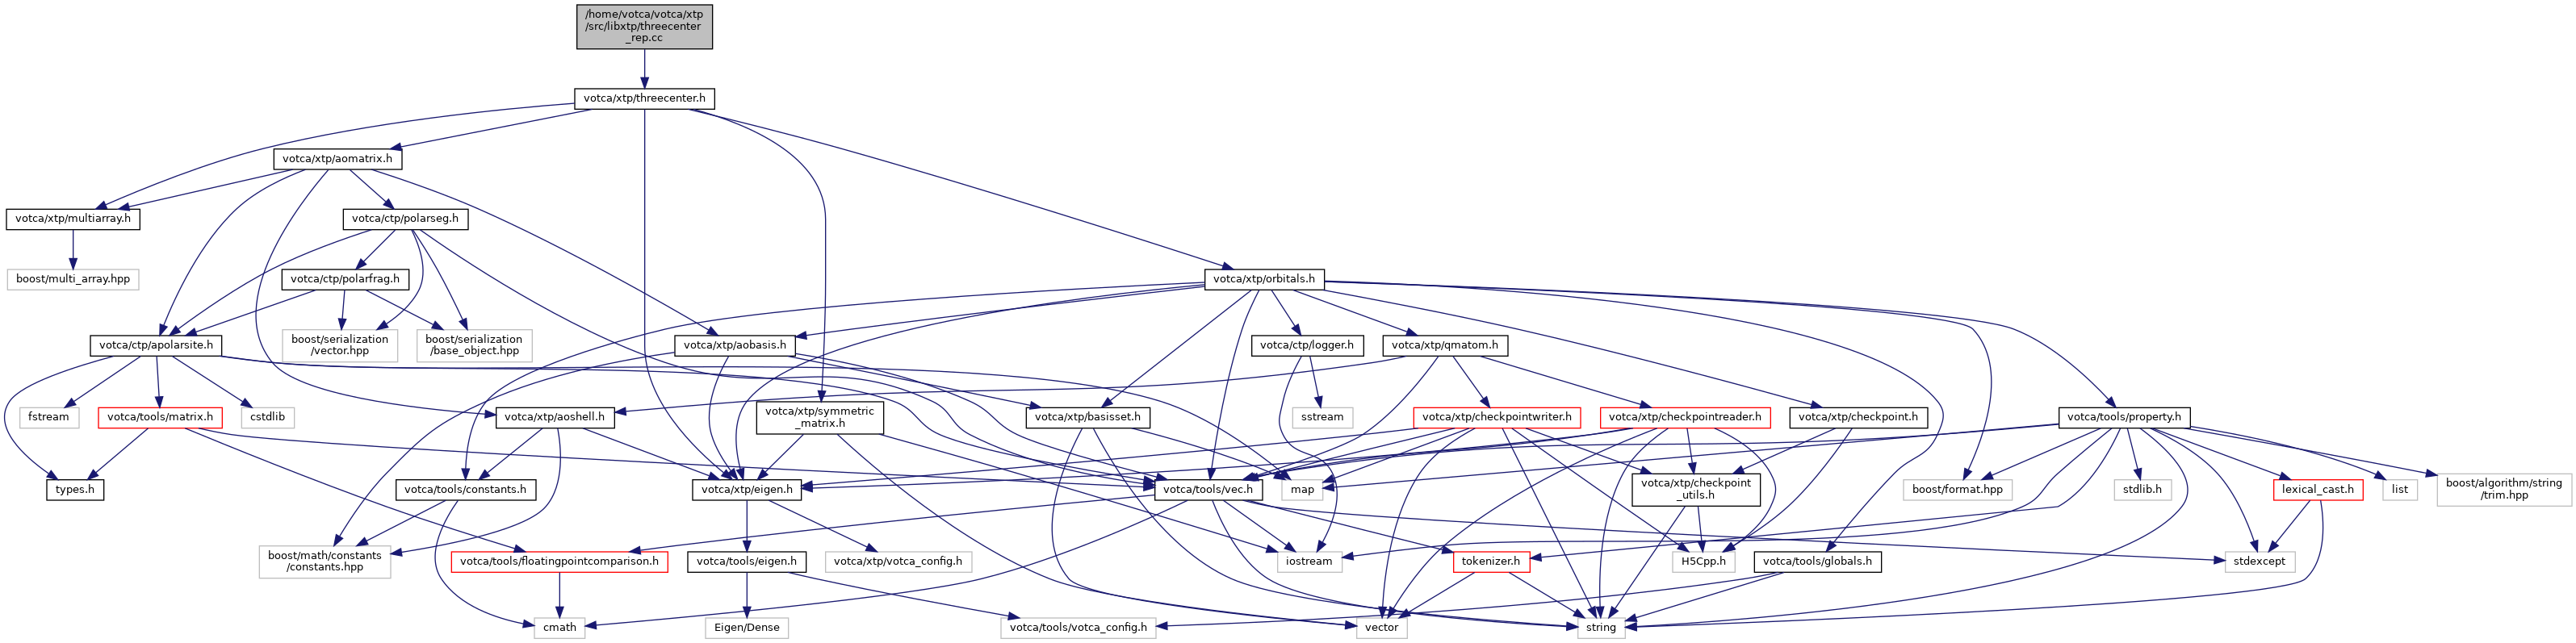 /home/votca/votca/xtp
/src/libxtp/threecenter
_rep.cc
votca/xtp/threecenter.h
votca/xtp/aomatrix.h
votca/xtp/multiarray.h
votca/ctp/polarseg.h
boost/multi_array.hpp
votca/ctp/polarfrag.h
votca/xtp/orbitals.h
votca/ctp/apolarsite.h
boost/serialization
/vector.hpp
boost/serialization
/base_object.hpp
votca/xtp/aobasis.h
votca/ctp/logger.h
votca/xtp/qmatom.h
fstream
votca/tools/matrix.h
cstdlib
votca/xtp/aoshell.h
votca/xtp/symmetric
_matrix.h
votca/xtp/basisset.h
sstream
votca/xtp/checkpointwriter.h
votca/xtp/checkpointreader.h
votca/xtp/checkpoint.h
votca/tools/property.h
types.h
votca/tools/constants.h
votca/xtp/eigen.h
votca/tools/vec.h
map
votca/xtp/checkpoint
_utils.h
boost/format.hpp
stdlib.h
lexical_cast.h
list
boost/algorithm/string
/trim.hpp
boost/math/constants
/constants.hpp
votca/tools/floatingpointcomparison.h
votca/tools/eigen.h
votca/xtp/votca_config.h
iostream
tokenizer.h
H5Cpp.h
votca/tools/globals.h
stdexcept
cmath
Eigen/Dense
votca/tools/votca_config.h
vector
string